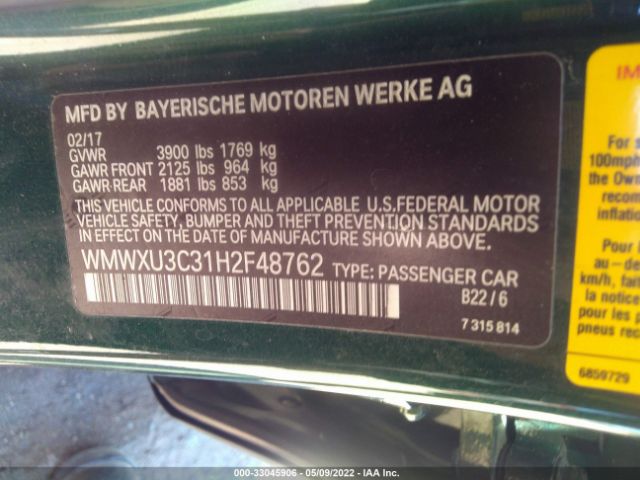 MFD BY BAYERISCHE MOTOREN WERKE AG
02/17
GVWR 3900 lbs 1769 kg
GAWR FRONT 2125 lbs 964 kg
GAWR REAR 1881 lbs 853 kg
THIS VEHICLE CONFORMS TO ALL APPLICABLE U.S.FEDERAL MOTOR
VEHICLE SAFETY, BUMPER AND THEFT PREVENTION STANDARDS
IN EFFECT ON THE DATE OF MANUFACTURE SHOWN ABOVE.
WMWXU3C31H2F48762 TYPE: PASSENGER CAR
B22/6
7 315 814
IM
For s
100mph
the Own
recom
inflatio
Pour
km/h, fan
la notice
pour les p
pneus rec
6859729
000-33045906 - 05/09/2022 - IAA Inc.